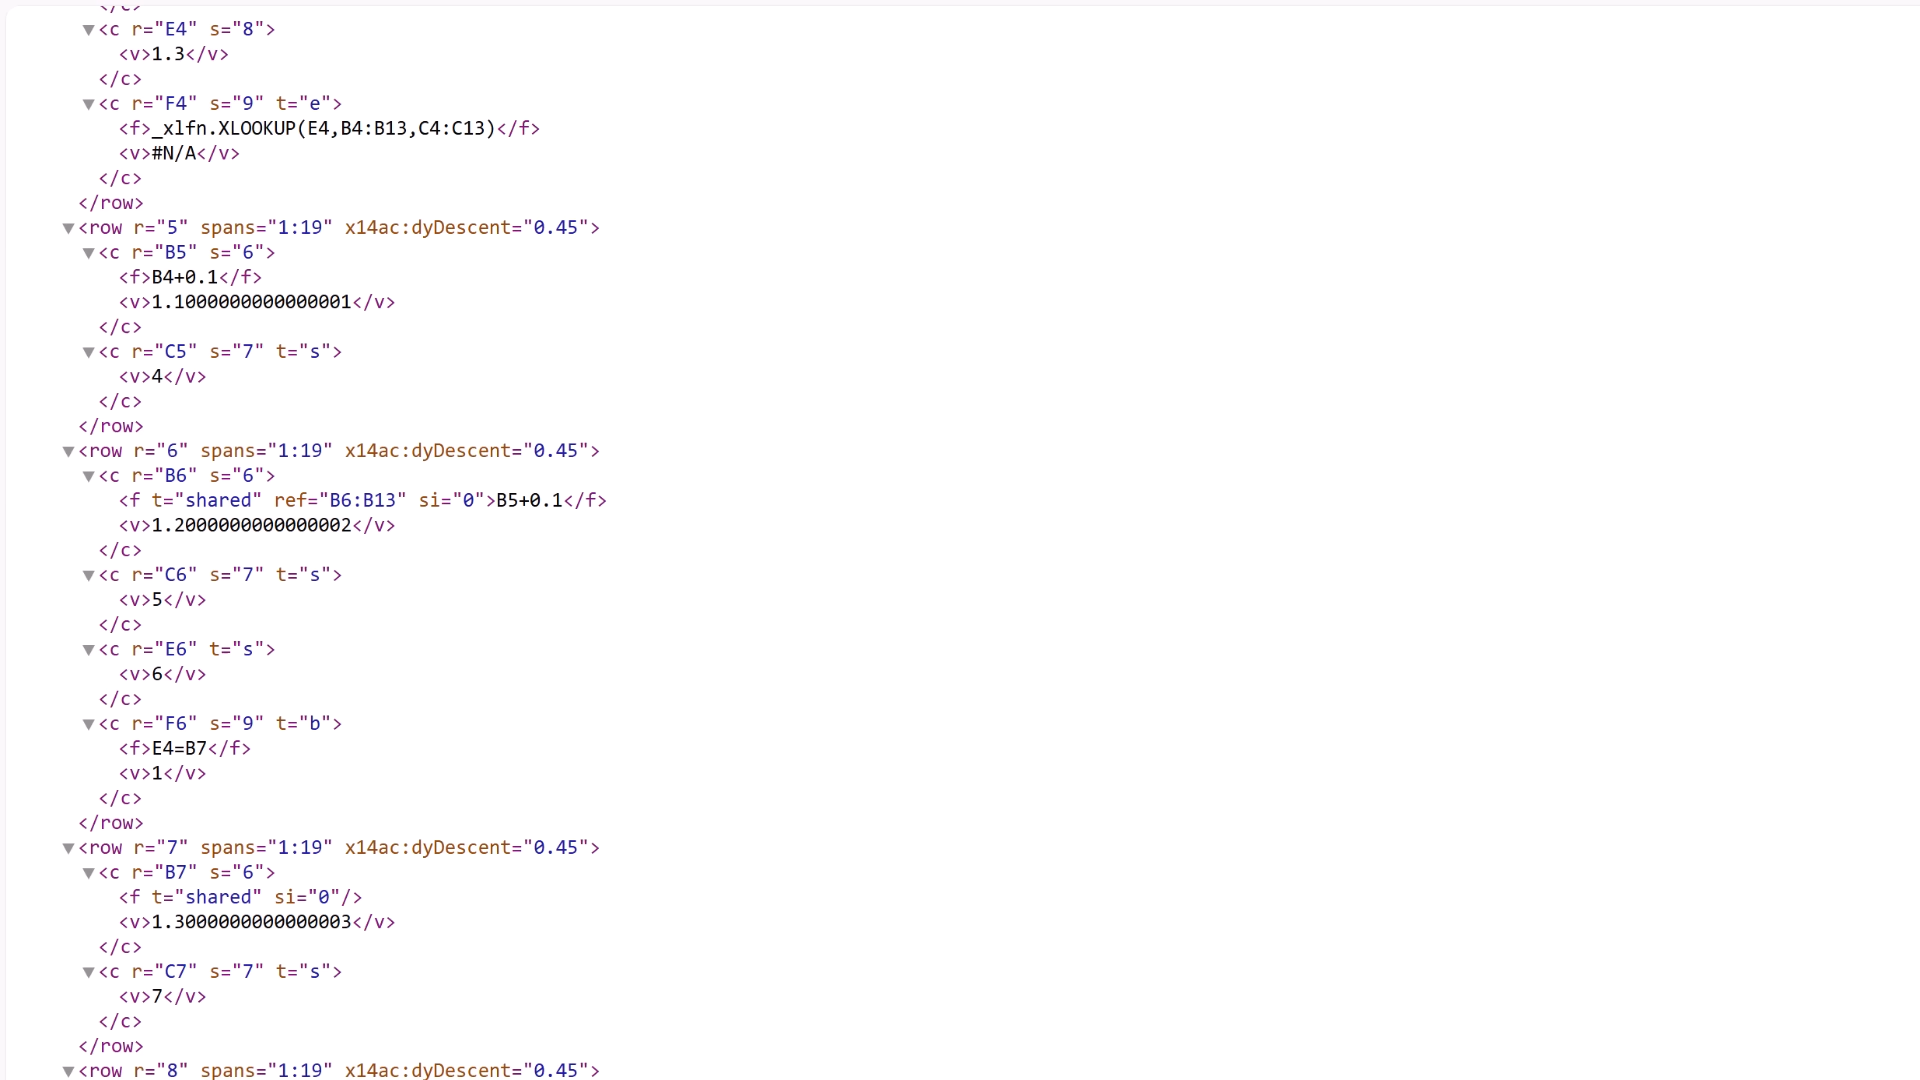 </c>
▼<c r="E4" s="8">
<v>1.3</v>
</c>
▼<c r="F4" s="9" t="e">
<f>_xlfn.XLOOKUP(E4,B4:B13,C4:C13)</f>
<v>#N/A</v>
</c>
</row>
▼<row r="5" spans="1:19" x14ac:dyDescent="0.45">
▼<c r="B5" s="6">
<f>B4+0.1</f>
<v>1.1000000000000001</v>
</c>
▼<c r="C5" s="7" t="s">
<v>4</v>
</c>
</row>
▼<row r="6" spans="1:19" x14ac:dyDescent="0.45">
▼<c r="B6" s="6">
<f t="shared" ref="B6:B13" si="0">B5+0.1</f>
<v>1.2000000000000002</v>
</c>
▼<c r="C6" s="7" t="s">
<v>5</v>
</c>
▼<c r="E6" t="s">
<v>6</v>
</c>
▼<c r="F6" s="9" t="b">
<f>E4=B7</f>
<v>1</v>
</c>
</row>
▼<row r="7" spans="1:19" x14ac:dyDescent="0.45">
▼<c r="B7" s="6">
<f t="shared" si="0"/>
<v>1.3000000000000003</v>
</c>
▼<c r="C7" s="7" t="s">
<v>7</v>
</c>
</row>
▼<row r="8" spans="1:19" x14ac:dyDescent="0.45">